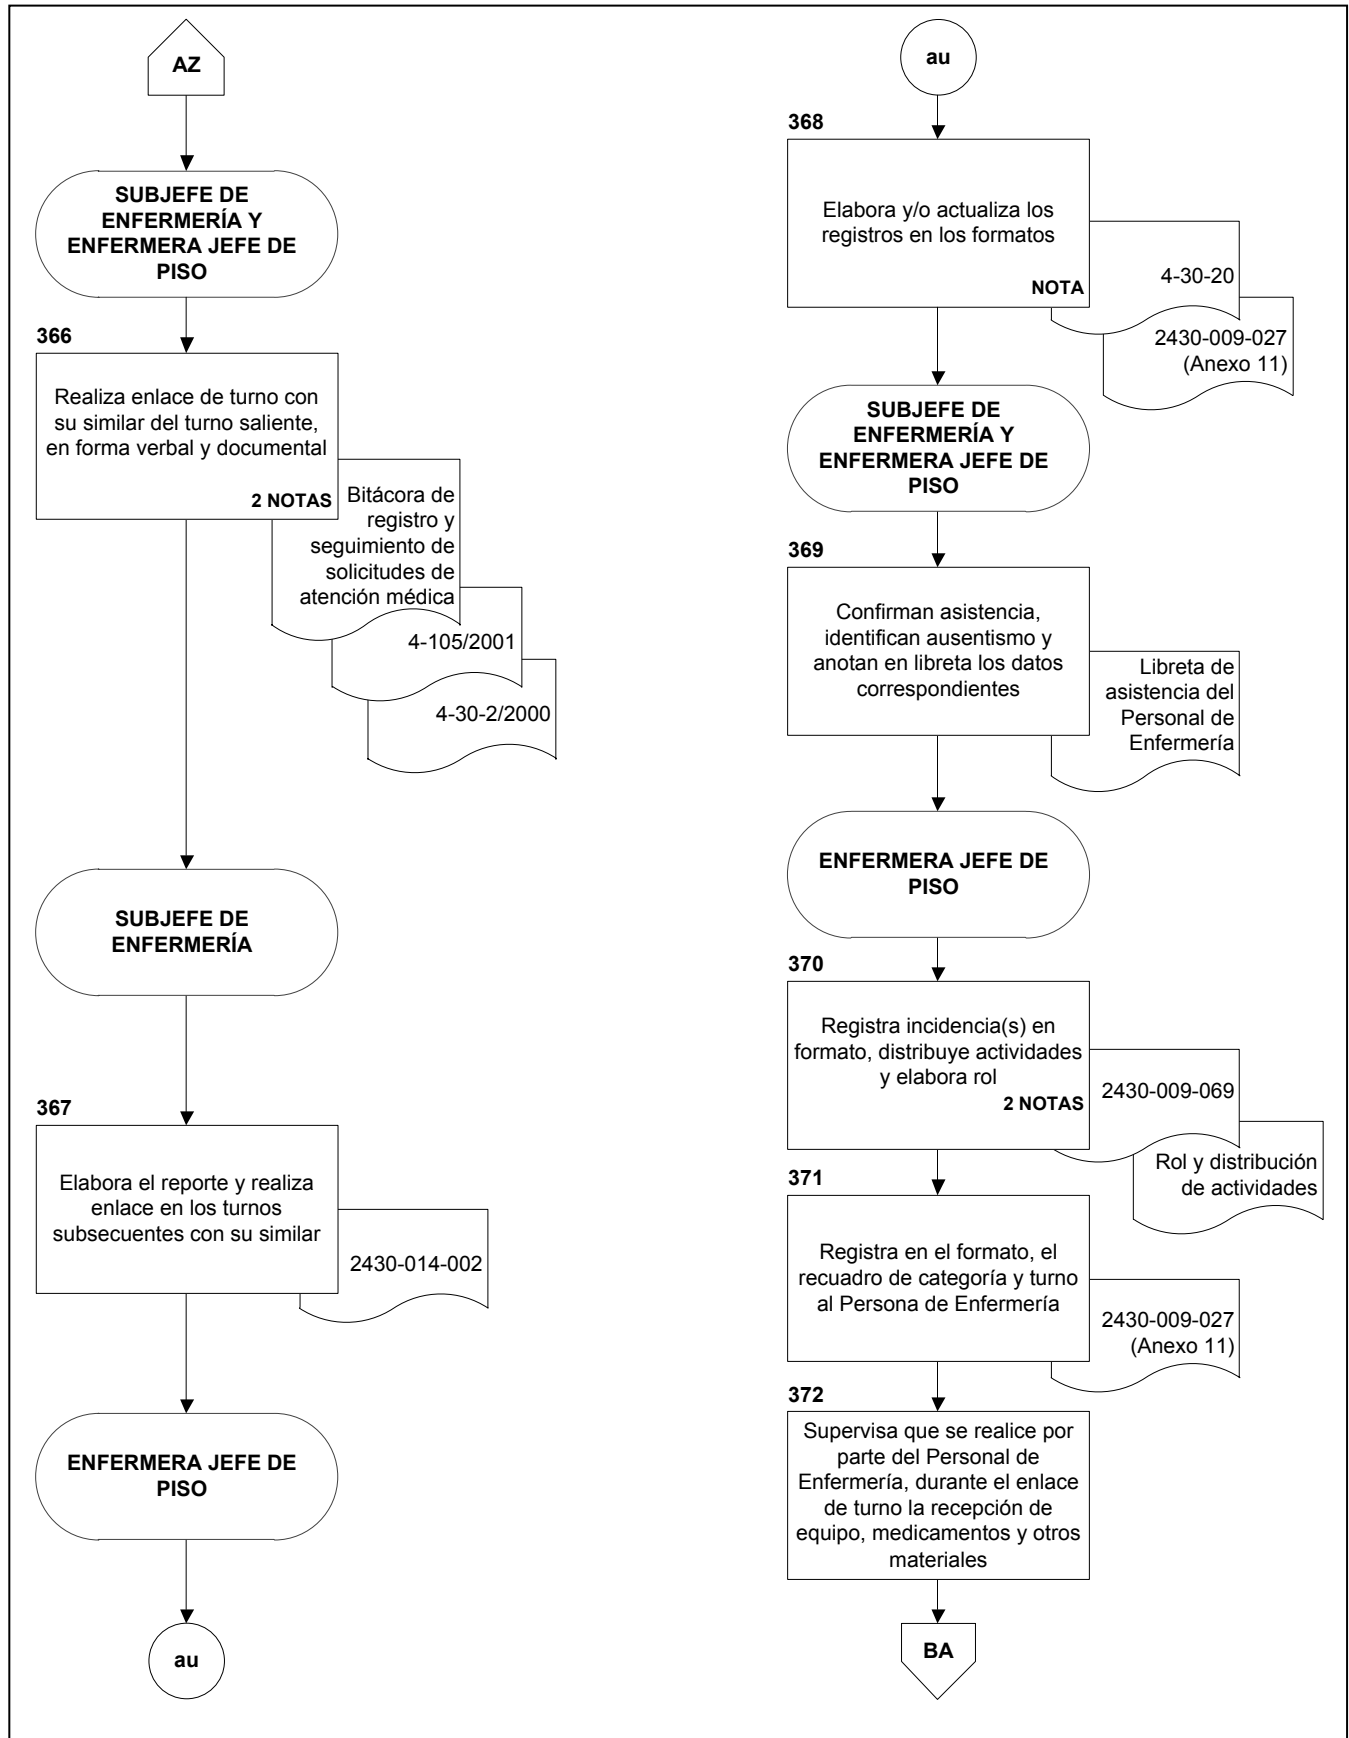 AZ
SUBJEFE DE
ENFERMERÍA Y
ENFERMERA JEFE DE
PISO
366
Realiza enlace de turno con
su similar del turno saliente,
en forma verbal y documental
2 NOTAS
Bitácora de
registro y
seguimiento de
solicitudes de
atención médica
4-105/2001
4-30-2/2000
SUBJEFE DE
ENFERMERÍA
367
Elabora el reporte y realiza
enlace en los turnos
subsecuentes con su similar
2430-014-002
ENFERMERA JEFE DE
PISO
au
au
368
Elabora y/o actualiza los
registros en los formatos
NOTA
4-30-20
2430-009-027
(Anexo 11)
SUBJEFE DE
ENFERMERÍA Y
ENFERMERA JEFE DE
PISO
369
Confirman asistencia,
identifican ausentismo y
anotan en libreta los datos
correspondientes
Libreta de
asistencia del
Personal de
Enfermería
ENFERMERA JEFE DE
PISO
370
Registra incidencia(s) en
formato, distribuye actividades
y elabora rol
2 NOTAS
2430-009-069
Rol y distribución
de actividades
371
Registra en el formato, el
recuadro de categoría y turno
al Persona de Enfermería
2430-009-027
(Anexo 11)
372
Supervisa que se realice por
parte del Personal de
Enfermería, durante el enlace
de turno la recepción de
equipo, medicamentos y otros
materiales
BA